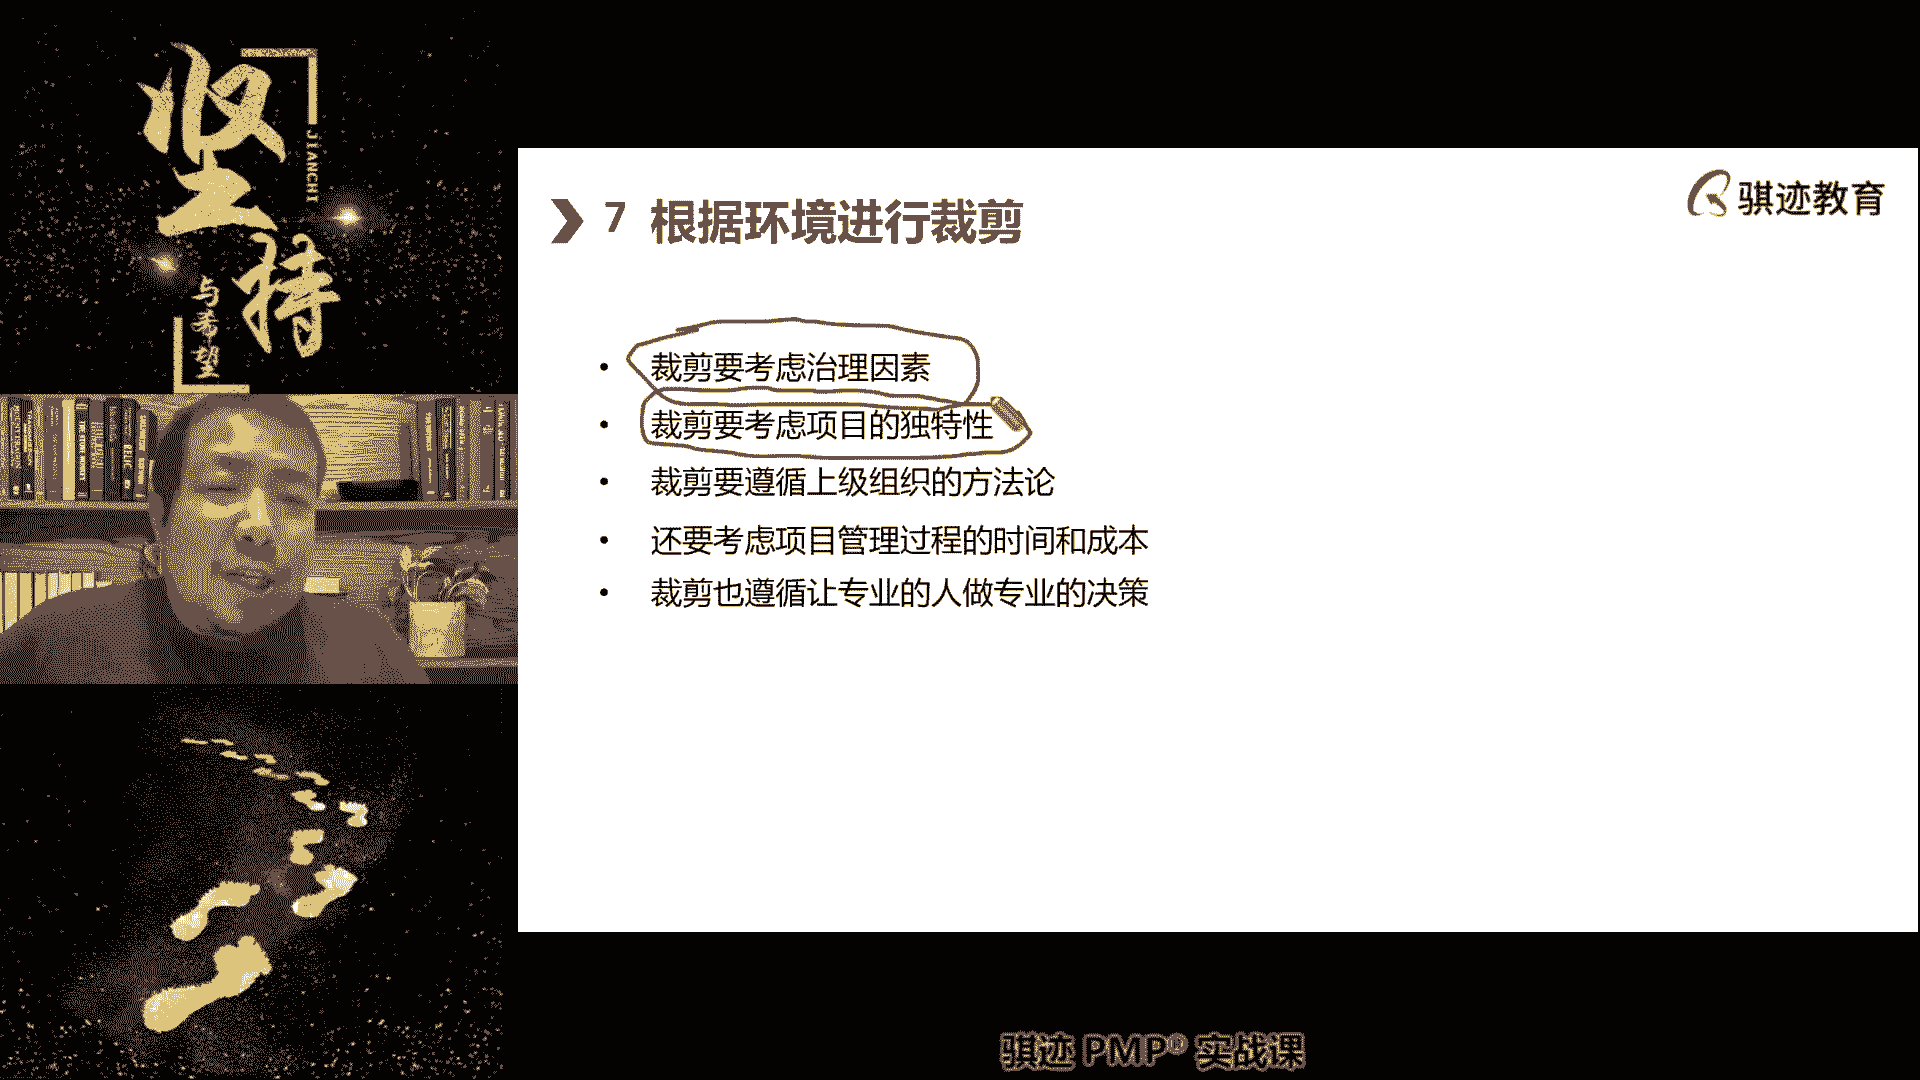 坚持
JIANCHI
与希望
骐迹教育
7 根据环境进行裁剪
• 裁剪要考虑治理因素
• 裁剪要考虑项目的独特性
• 裁剪要遵循上级组织的方法论
• 还要考虑项目管理过程的时间和成本
• 裁剪也遵循让专业的人做专业的决策
骐迹 PMP® 实战课